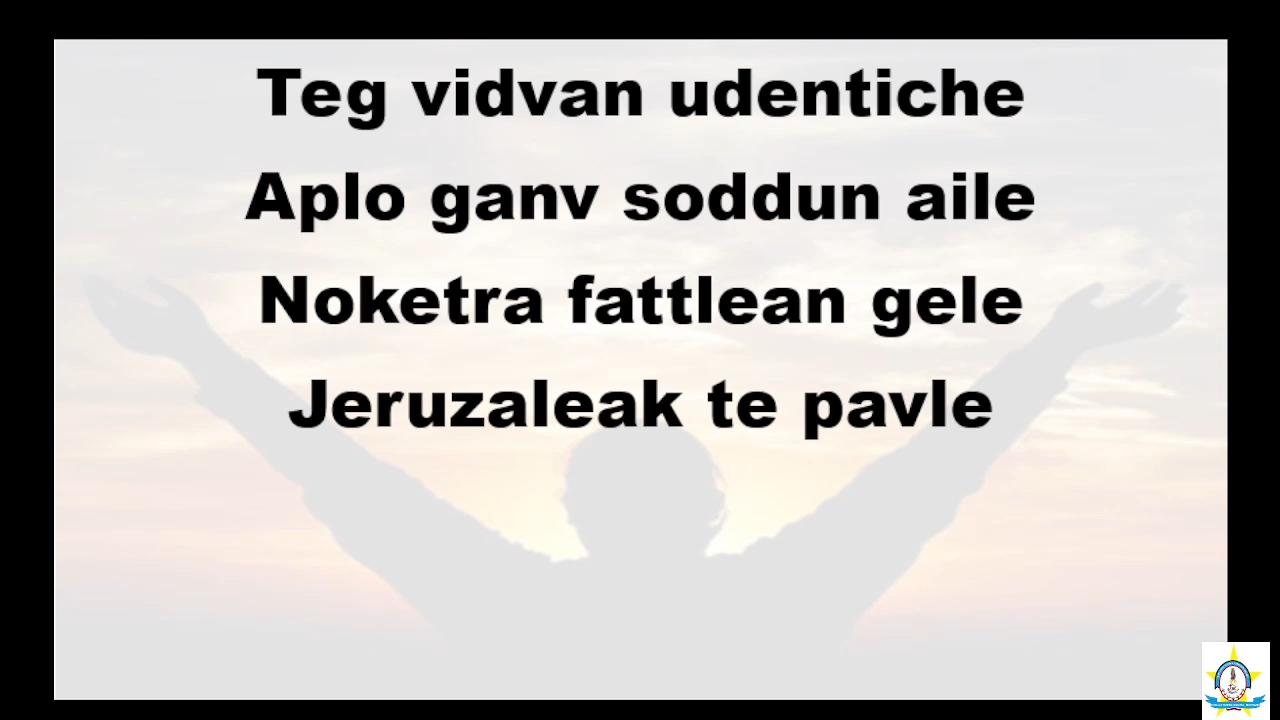 Teg vidvan udentiche
Aplo ganv soddun aile
Noketra fattlean gele
Jeruzaleak te pavle